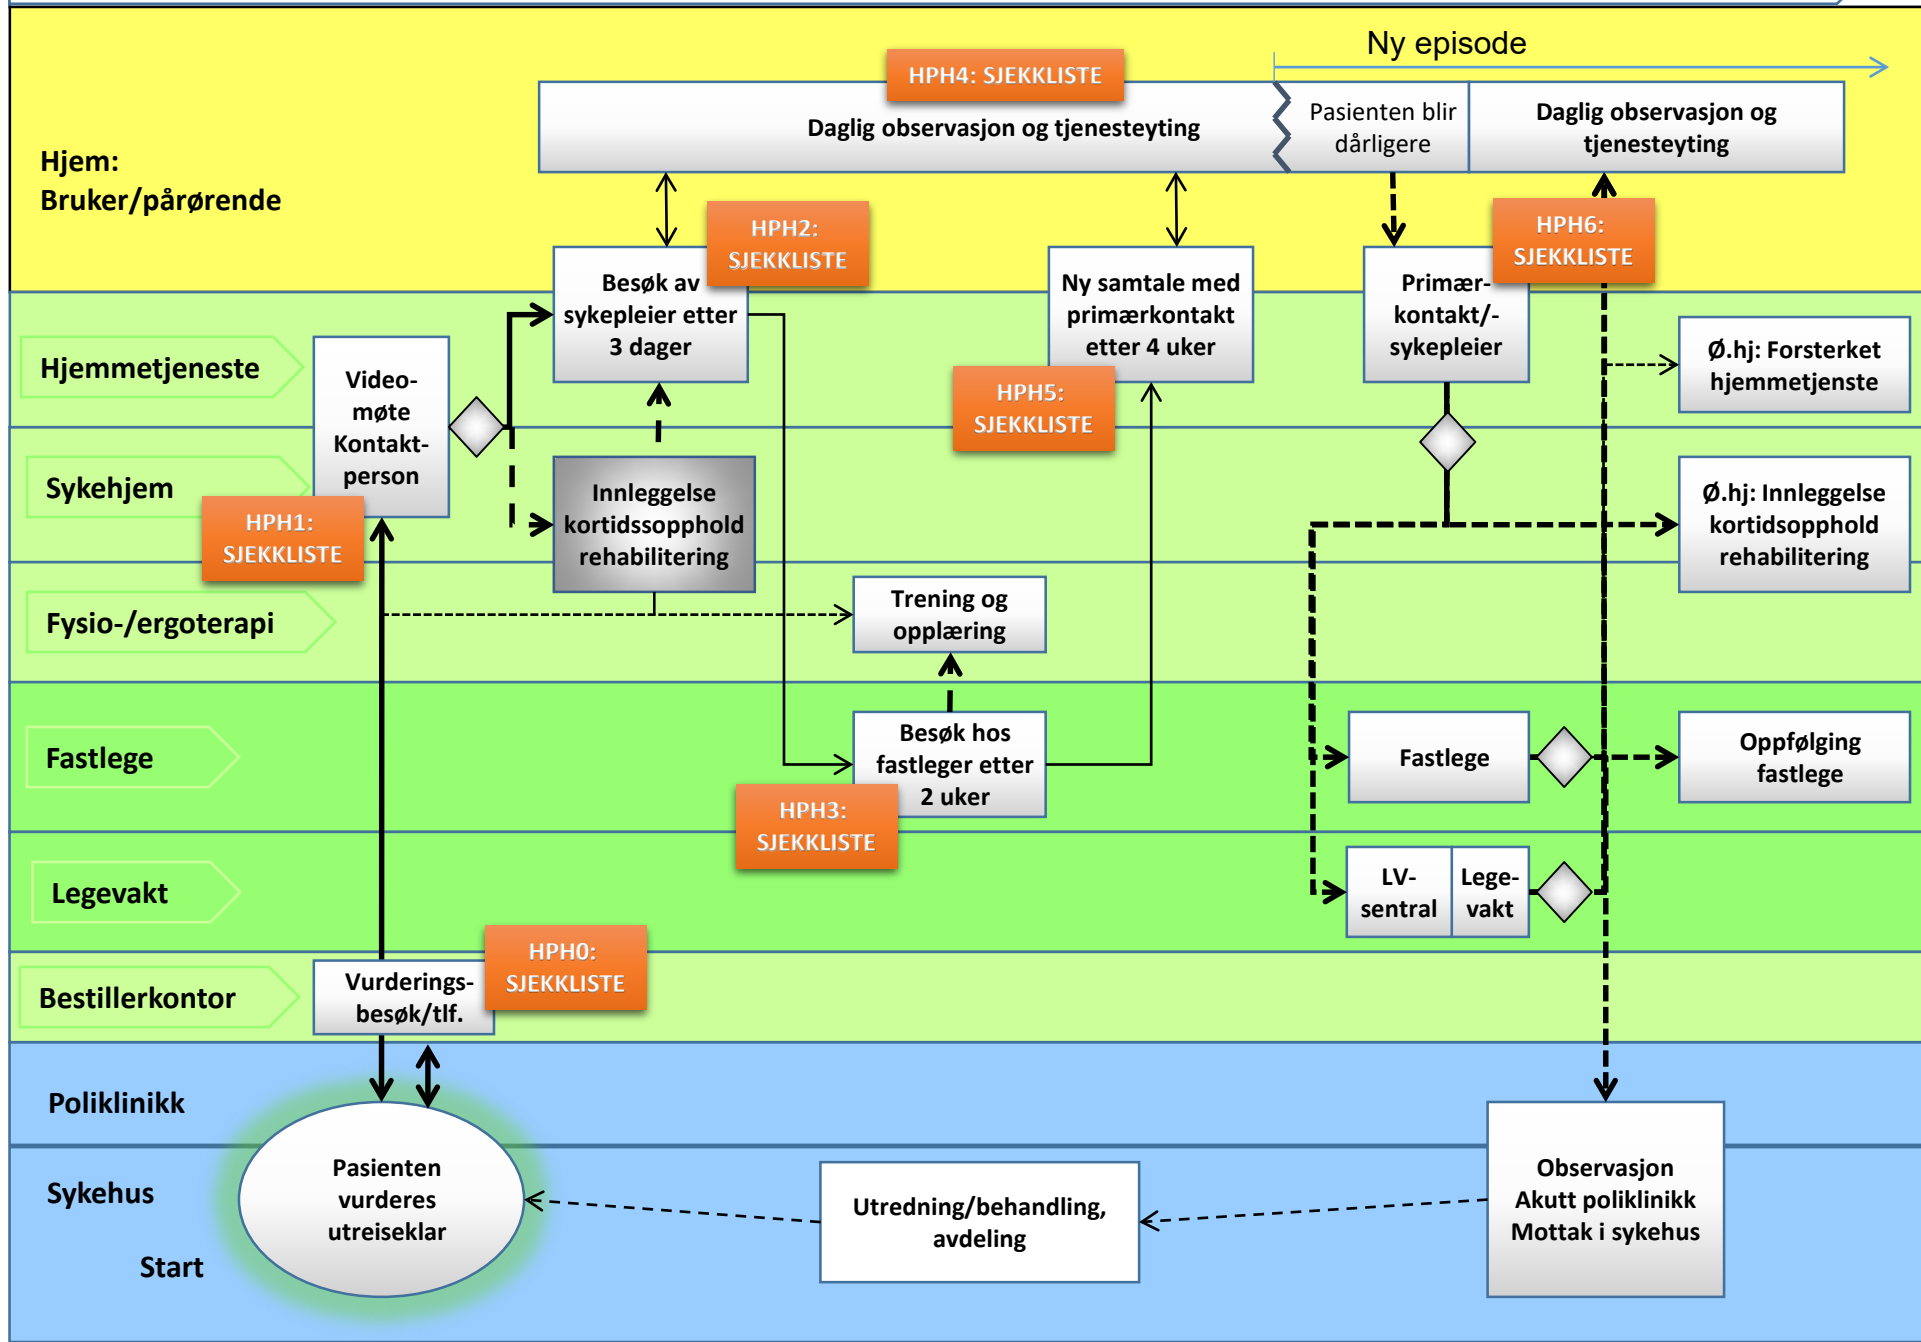 Ny episode
HPH4: SJEKKLISTE
Daglig observasjon og tjenesteyting
Pasienten blir
dårligere
Daglig observasjon og
tjenesteyting
Hjem:
Bruker/pårørende
HPH2:
SJEKKLISTE
HPH6:
SJEKKLISTE
Besøk av
sykepleier etter
3 dager
Ny samtale med
primærkontakt
etter 4 uker
Primær-
kontakt/-
sykepleier
Hjemmetjeneste
Video-
møte
Kontakt-
person
HPH5:
SJEKKLISTE
Ø.hj: Forsterket
hjemmetjenste
Sykehjem
HPH1:
SJEKKLISTE
Innleggelse
kortidssopphold
rehabilitering
Ø.hj: Innleggelse
kortidsopphold
rehabilitering
Fysio-/ergoterapi
Trening og
opplæring
Fastlege
Besøk hos
fastleger etter
2 uker
HPH3:
SJEKKLISTE
Fastlege
Oppfølging
fastlege
Legevakt
LV-
sentral
Lege-
vakt
Bestillerkontor
Vurderings-
besøk/tlf.
HPH0:
SJEKKLISTE
Poliklinikk
Sykehus
Start
Pasienten
vurderes
utreiseklar
Utredning/behandling,
avdeling
Observasjon
Akutt poliklinikk
Mottak i sykehus